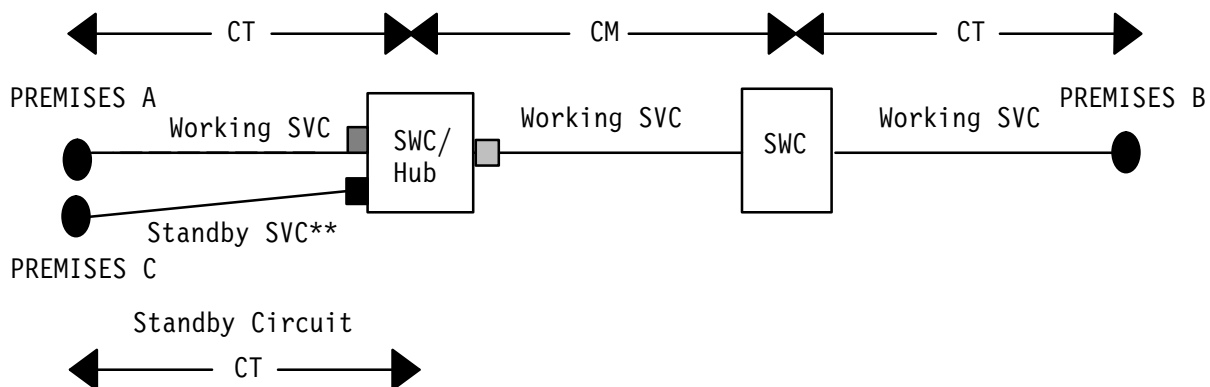 CT CM CT
PREMISES A
PREMISES B
Working SVC
SWC/
Hub
Working SVC
SWC
Working SVC
Standby SVC**
PREMISES C
Standby Circuit
CT